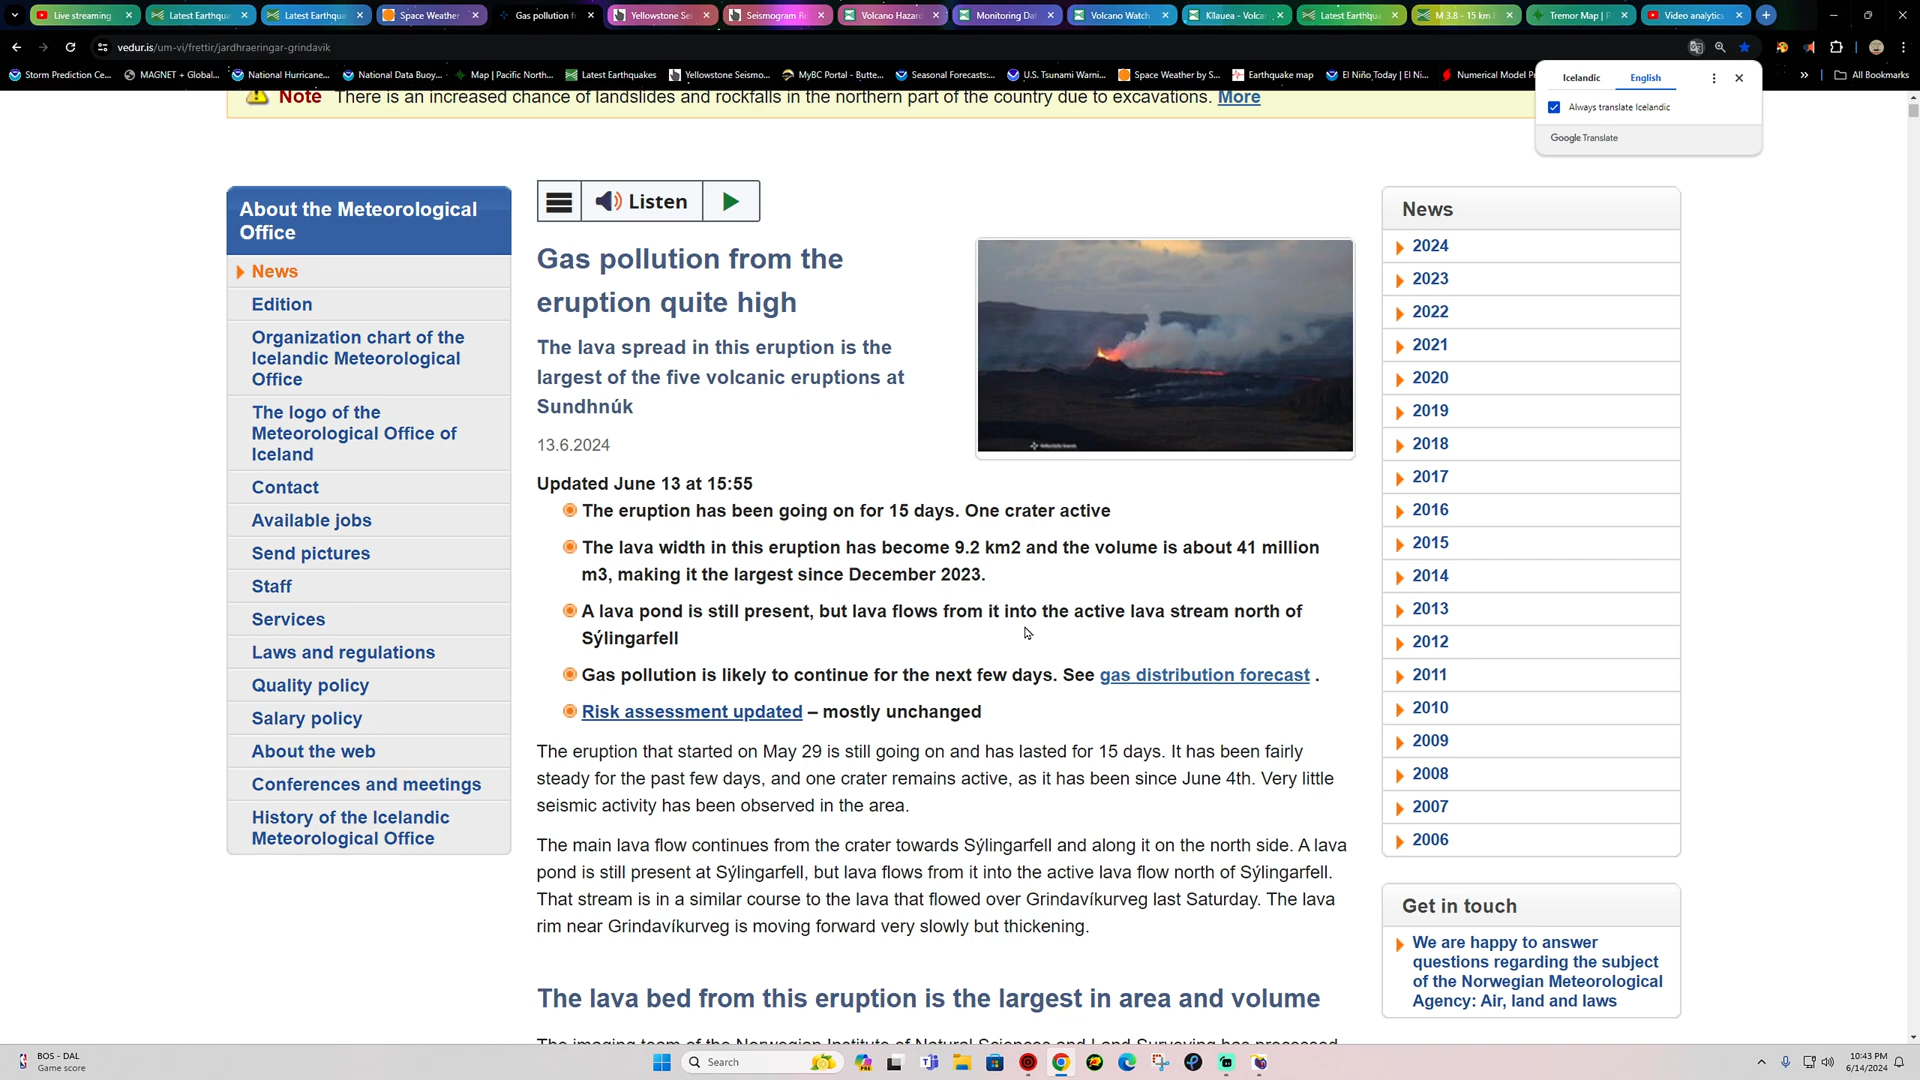 Live streaming
Latest Earthqua
Latest Earthqua
Space Weather
Gas pollution f
Yellowstone Sei
Seismogram R
Volcano Hazar
Monitoring Da
Volcano Watch
Kīlauea - Volca
Latest Earthqu
M 3.8 - 15 km
Tremor Map | P
Video analytics
vedur.is/um-vi/frettir/jardhraeringar-grindavik
Storm Prediction Ce...
MAGNET + Global...
National Hurricane...
National Data Buoy...
Map | Pacific North...
Latest Earthquakes
Yellowstone Seismo...
MyBC Portal - Butte...
Seasonal Forecasts:...
U.S. Tsunami Warni...
Space Weather by S...
Earthquake map
El Niño Today | El Ni...
Numerical Model P
All Bookmarks
Icelandic
English
Always translate Icelandic
Google Translate
Note There is an increased chance of landslides and rockfalls in the northern part of the country due to excavations. More
About the Meteorological
Office
News
Edition
Organization chart of the
Icelandic Meteorological
Office
The logo of the
Meteorological Office of
Iceland
Contact
Available jobs
Send pictures
Staff
Services
Laws and regulations
Quality policy
Salary policy
About the web
Conferences and meetings
History of the Icelandic
Meteorological Office
Listen
Gas pollution from the
eruption quite high
The lava spread in this eruption is the
largest of the five volcanic eruptions at
Sundhnúk
13.6.2024
Updated June 13 at 15:55
The eruption has been going on for 15 days. One crater active
The lava width in this eruption has become 9.2 km2 and the volume is about 41 million
m3, making it the largest since December 2023.
A lava pond is still present, but lava flows from it into the active lava stream north of
Sýlingarfell
Gas pollution is likely to continue for the next few days. See gas distribution forecast .
Risk assessment updated – mostly unchanged
The eruption that started on May 29 is still going on and has lasted for 15 days. It has been fairly
steady for the past few days, and one crater remains active, as it has been since June 4th. Very little
seismic activity has been observed in the area.
The main lava flow continues from the crater towards Sýlingarfell and along it on the north side. A lava
pond is still present at Sýlingarfell, but lava flows from it into the active lava flow north of Sýlingarfell.
That stream is in a similar course to the lava that flowed over Grindavíkurveg last Saturday. The lava
rim near Grindavíkurveg is moving forward very slowly but thickening.
The lava bed from this eruption is the largest in area and volume
The imaging team of the Norwegian Institute of Natural Sciences and Land Surveying has processed
News
2024
2023
2022
2021
2020
2019
2018
2017
2016
2015
2014
2013
2012
2011
2010
2009
2008
2007
2006
Get in touch
We are happy to answer
questions regarding the subject
of the Norwegian Meteorological
Agency: Air, land and laws
BOS - DAL
Game score
Search
10:43 PM
6/14/2024